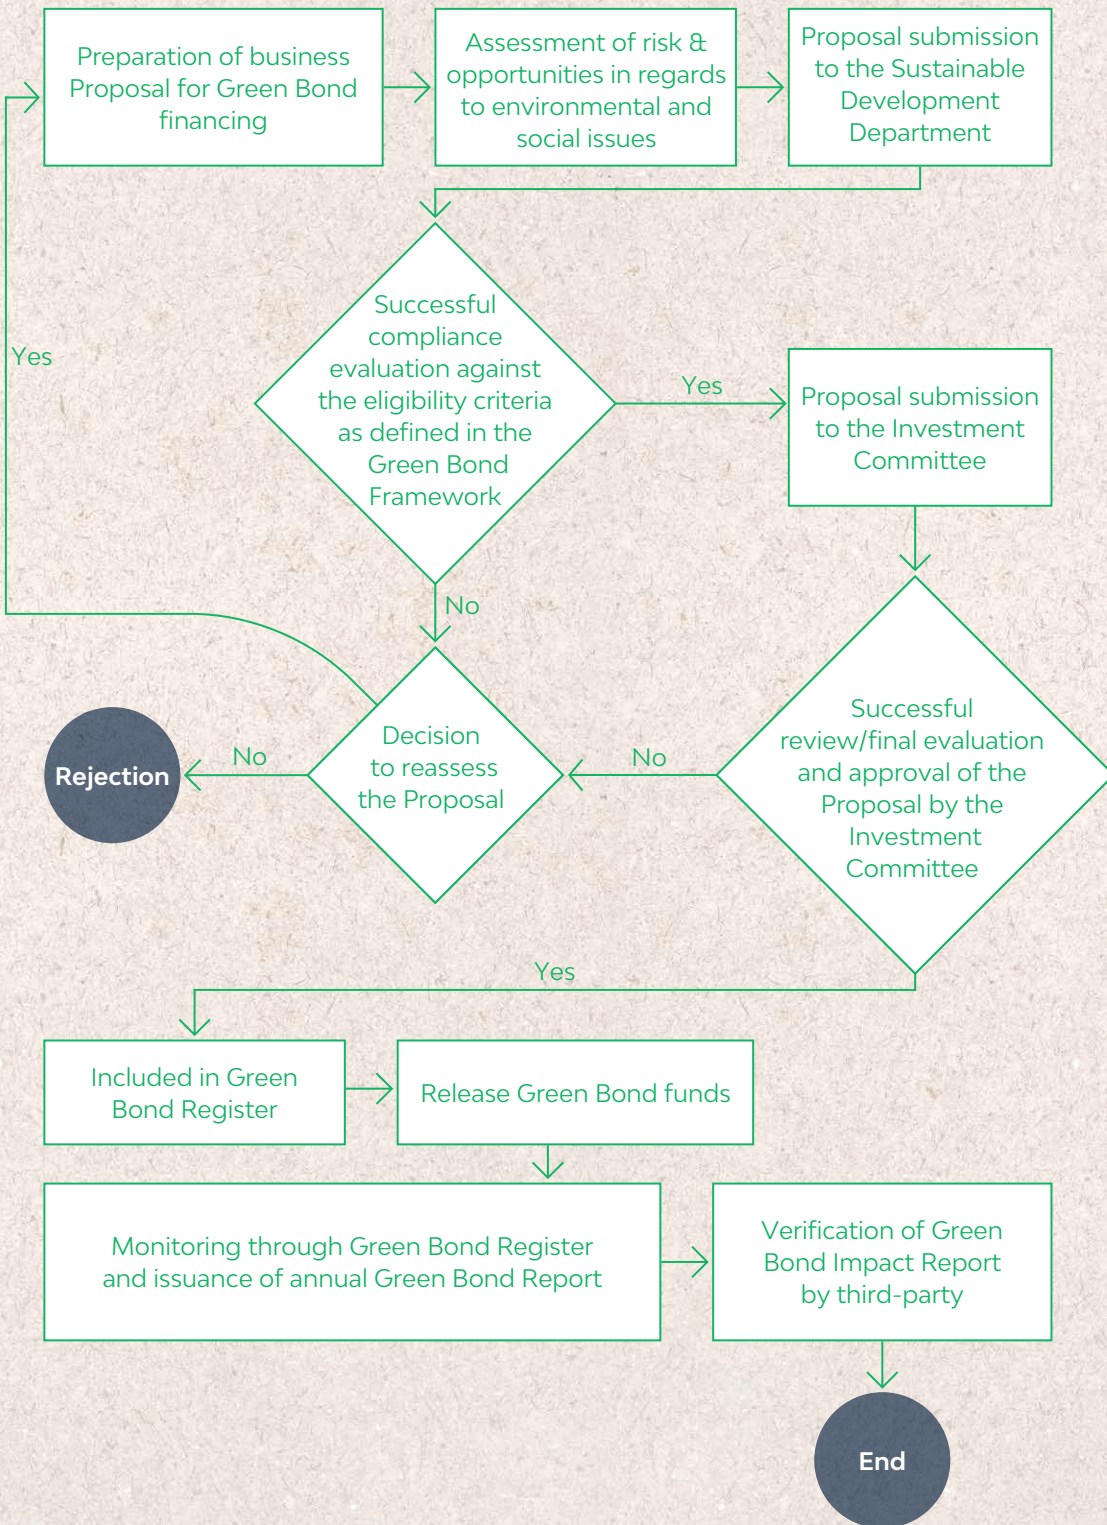 Preparation of business
Proposal for Green Bond
financing
Assessment of risk &
opportunities in regards
to environmental and
social issues
Proposal submission
to the Sustainable
Development
Department
Successful
compliance
evaluation against
the eligibility criteria
as defined in the
Green Bond
Framework
Yes
Yes
Proposal submission
to the Investment
Committee
No
Successful
review/final evaluation
and approval of the
Proposal by the
Investment
Committee
No
Decision
to reassess
the Proposal
No
Rejection
Yes
Included in Green
Bond Register
Release Green Bond funds
Monitoring through Green Bond Register
and issuance of annual Green Bond Report
Verification of Green
Bond Impact Report
by third-party
End